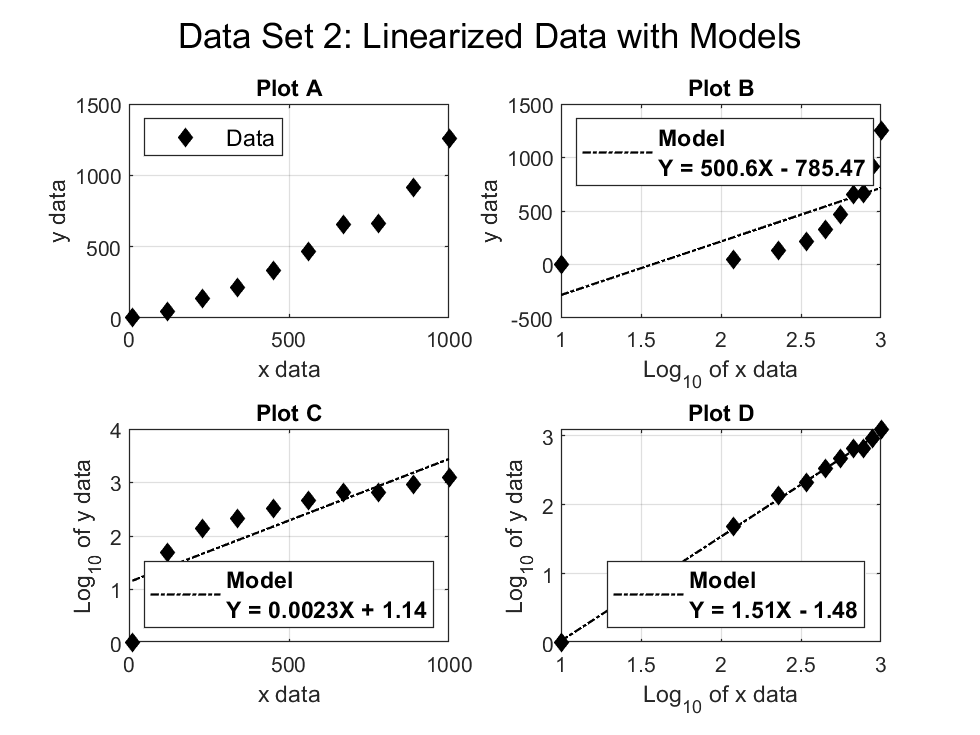 Data Set 2: Linearized Data with Models
Plot A
1500
1000
500
0
y data
Data
0 500 1000
x data
Plot B
1500
1000
500
0
-500
y data
Model
Y = 500.6X - 785.47
1 1.5 2 2.5 3
Log10 of x data
Plot C
4
3
2
1
0
Log10 of y data
Model
Y = 0.0023X + 1.14
0 500 1000
x data
Plot D
3
2
1
0
Log10 of y data
Model
Y = 1.51X - 1.48
1 1.5 2 2.5 3
Log10 of x data